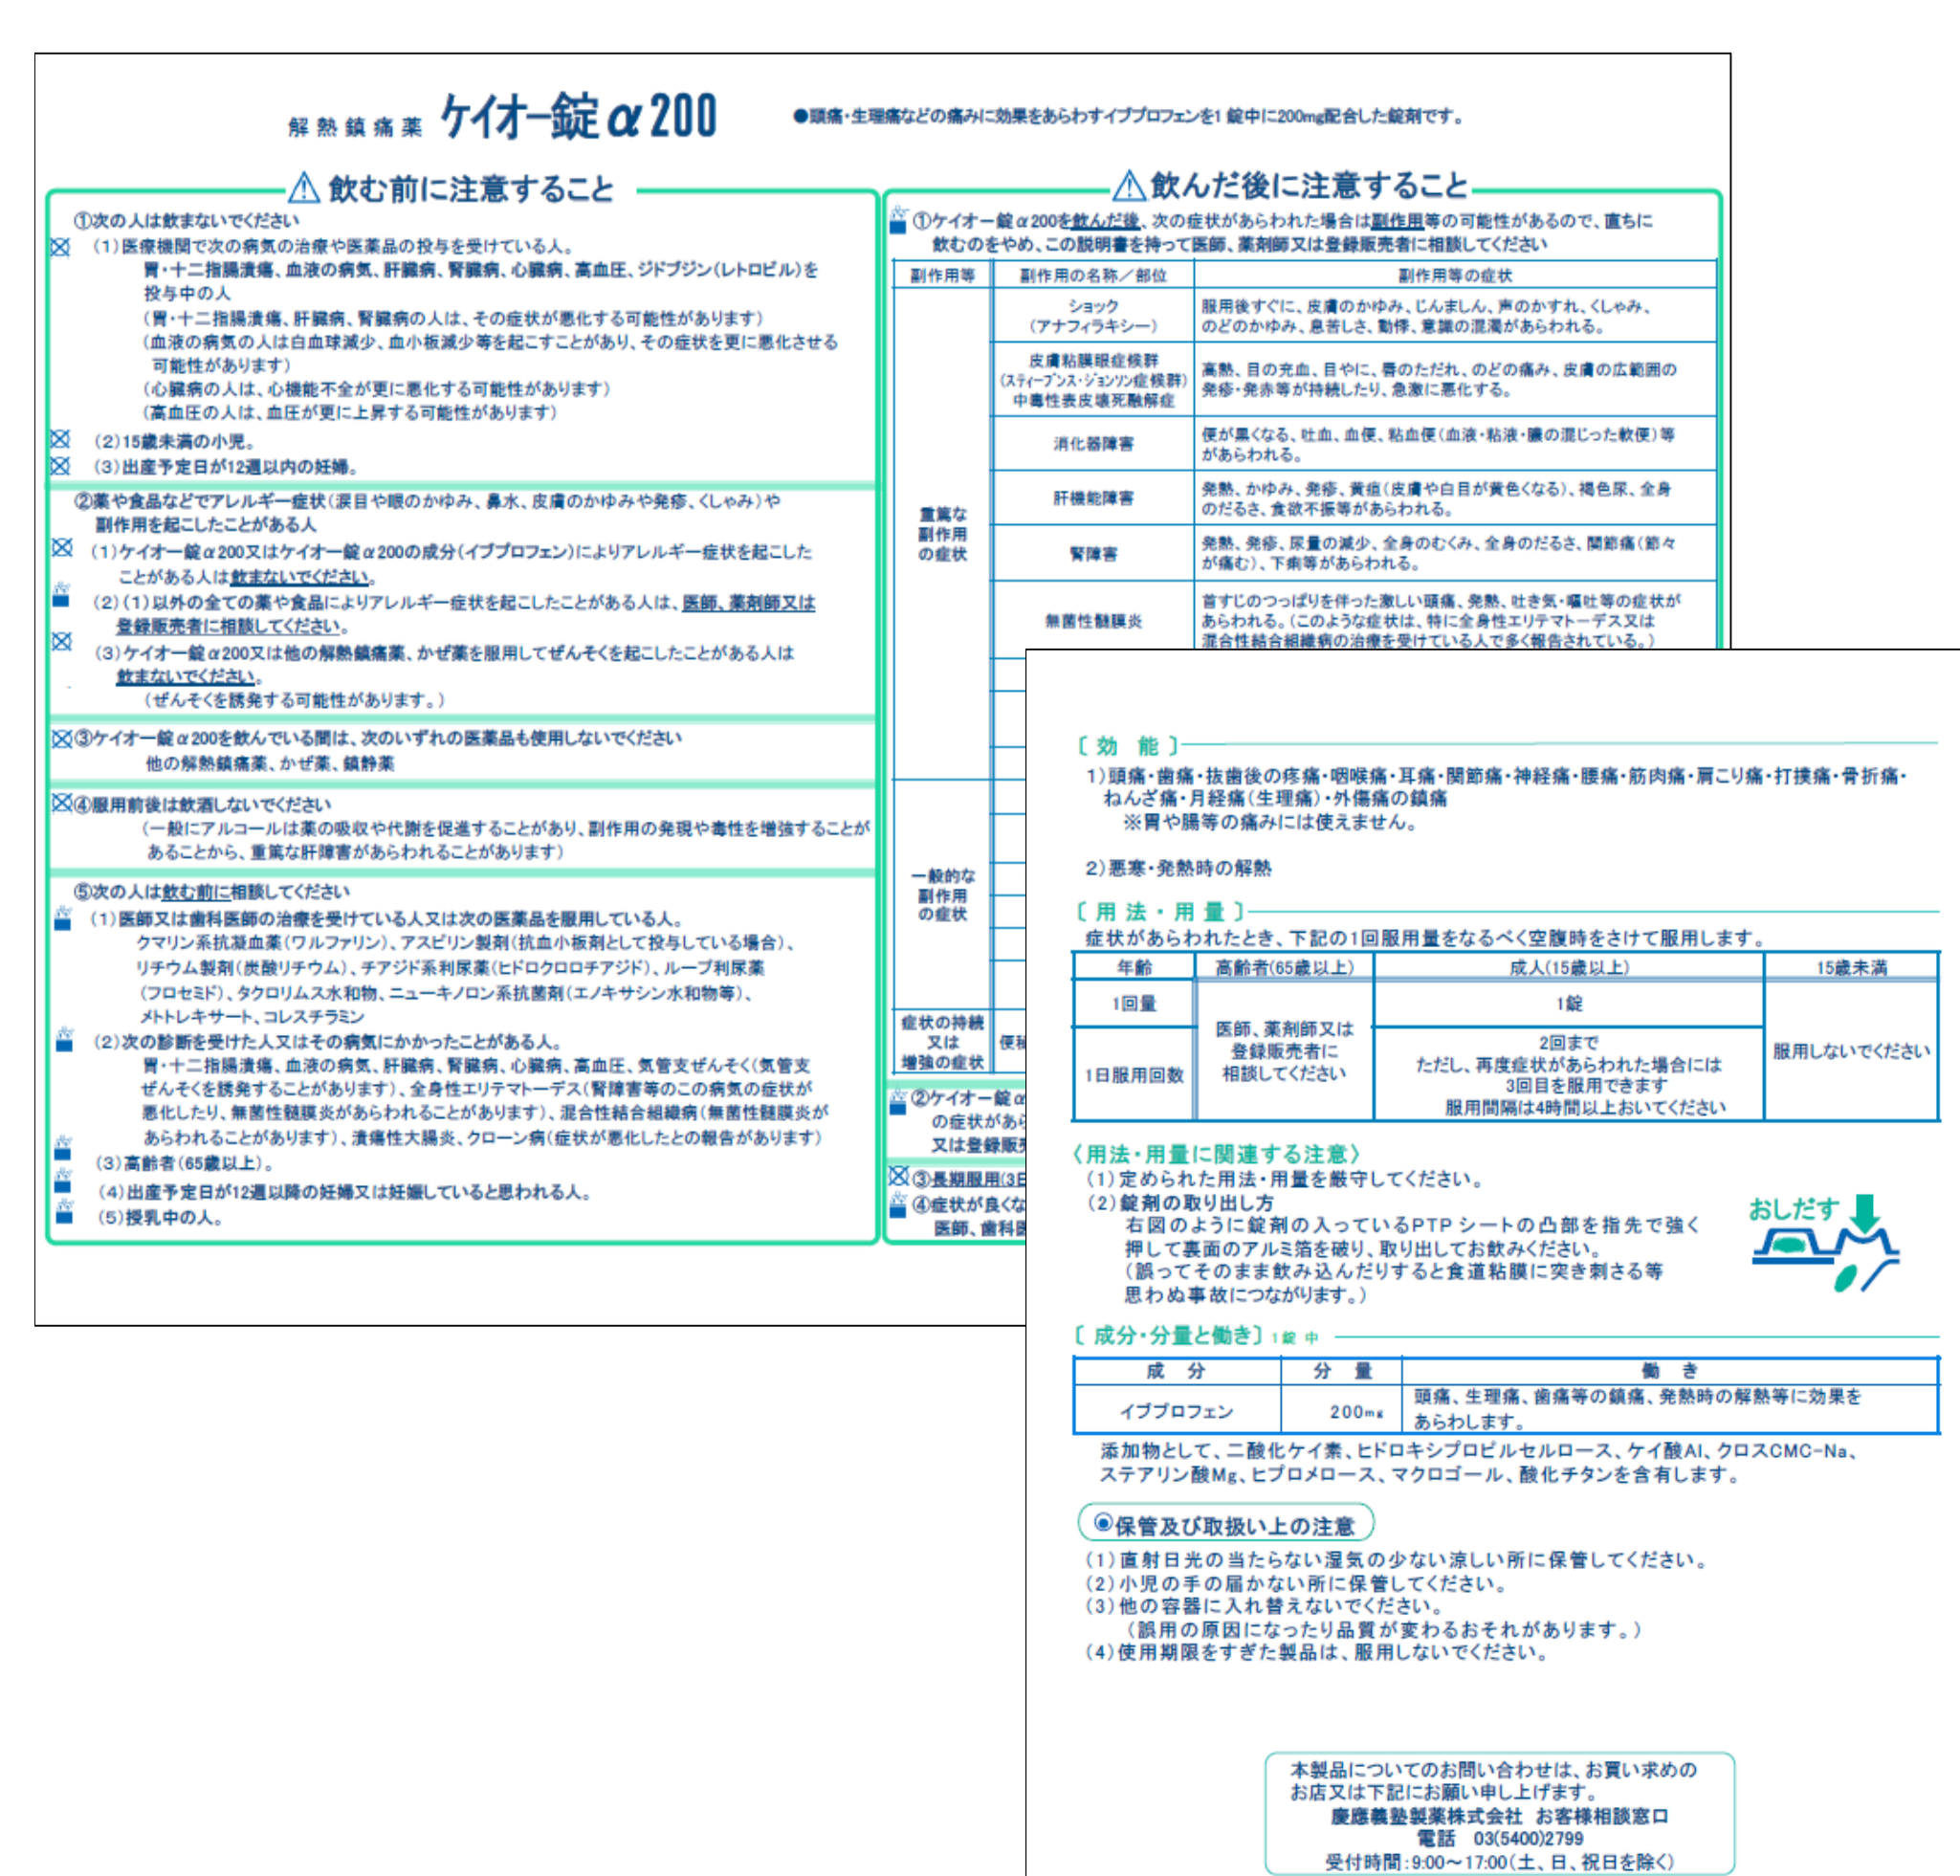 解熱鎮痛薬 ケイオー錠α200
●頭痛・生理痛などの痛みに効果をあらわすイブプロフェンを1 錠中に200mg配合した錠剤です。
飲む前に注意すること
①次の人は飲まないでください
(1)医療機関で次の病気の治療や医薬品の投与を受けている人。
胃・十二指腸潰瘍、血液の病気、肝臓病、腎臓病、心臓病、高血圧、ジドブジン(レトロビル)を
投与中の人
(胃・十二指腸潰瘍、肝臓病、腎臓病の人は、その症状が悪化する可能性があります)
(血液の病気の人は白血球減少、血小板減少等を起こすことがあり、その症状を更に悪化させる
可能性があります)
(心臓病の人は、心機能不全が更に悪化する可能性があります)
(高血圧の人は、血圧が更に上昇する可能性があります)
(2)15歳未満の小児。
(3)出産予定日が12週以内の妊婦。
②薬や食品などでアレルギー症状(涙目や眼のかゆみ、鼻水、皮膚のかゆみや発疹、くしゃみ)や
副作用を起こしたことがある人
(1)ケイオー錠α200又はケイオー錠α200の成分(イブプロフェン)によりアレルギー症状を起こした
ことがある人は飲まないでください。
(2)(1)以外の全ての薬や食品によりアレルギー症状を起こしたことがある人は、医師、薬剤師又は
登録販売者に相談してください。
(3)ケイオー錠α200又は他の解熱鎮痛薬、かぜ薬を服用してぜんそくを起こしたことがある人は
飲まないでください。
(ぜんそくを誘発する可能性があります。)
③ケイオー錠α200を飲んでいる間は、次のいずれの医薬品も使用しないでください
他の解熱鎮痛薬、かぜ薬、鎮静薬
④服用前後は飲酒しないでください
(一般にアルコールは薬の吸収や代謝を促進することがあり、副作用の発現や毒性を増強することが
あることから、重篤な肝障害があらわれることがあります)
⑤次の人は飲む前に相談してください
(1)医師又は歯科医師の治療を受けている人又は次の医薬品を服用している人。
クマリン系抗凝血薬(ワルファリン)、アスピリン製剤(抗血小板剤として投与している場合)、
リチウム製剤(炭酸リチウム)、チアジド系利尿薬(ヒドロクロロチアジド)、ループ利尿薬
(フロセミド)、タクロリムス水和物、ニューキノロン系抗菌剤(エノキサシン水和物等)、
メトトレキサート、コレスチラミン
(2)次の診断を受けた人又はその病気にかかったことがある人。
胃・十二指腸潰瘍、血液の病気、肝臓病、腎臓病、心臓病、高血圧、気管支ぜんそく(気管支
ぜんそくを誘発することがあります)、全身性エリテマトーデス(腎障害等のこの病気の症状が
悪化したり、無菌性髄膜炎があらわれることがあります)、混合性結合組織病(無菌性髄膜炎が
あらわれることがあります)、潰瘍性大腸炎、クローン病(症状が悪化したとの報告があります)
(3)高齢者(65歳以上)。
(4)出産予定日が12週以降の妊婦又は妊娠していると思われる人。
(5)授乳中の人。
飲んだ後に注意すること
①ケイオー錠α200を飲んだ後、次の症状があらわれた場合は副作用等の可能性があるので、直ちに
飲むのをやめ、この説明書を持って医師、薬剤師又は登録販売者に相談してください
副作用等 副作用の名称/部位 副作用等の症状
重篤な
副作用
の症状
ショック
(アナフィラキシー)
服用後すぐに、皮膚のかゆみ、じんましん、声のかすれ、くしゃみ、
のどのかゆみ、息苦しさ、動悸、意識の混濁があらわれる。
皮膚粘膜眼症候群
(スティーブンス・ジョンソン症候群)
中毒性表皮壊死融解症
高熱、目の充血、目やに、唇のただれ、のどの痛み、皮膚の広範囲の
発疹・発赤等が持続したり、急激に悪化する。
消化器障害
便が黒くなる、吐血、血便、粘血便(血液・粘液・膿の混じった軟便)等
があらわれる。
肝機能障害
発熱、かゆみ、発疹、黄疸(皮膚や白目が黄色くなる)、褐色尿、全身
のだるさ、食欲不振等があらわれる。
腎障害
発熱、発疹、尿量の減少、全身のむくみ、全身のだるさ、関節痛(節々
が痛む)、下痢等があらわれる。
無菌性髄膜炎
首すじのつっぱりを伴った激しい頭痛、発熱、吐き気・嘔吐等の症状が
あらわれる。(このような症状は、特に全身性エリテマトーデス又は
混合性結合組織病の治療を受けている人で多く報告されている。)
一般的な
副作用
の症状
症状の持続
又は
増強の症状
便秘
②ケイオー錠α
の症状があら
又は登録販売
③長期服用(3日
④症状が良くな
医師、歯科医
〔効 能〕
1)頭痛・歯痛・抜歯後の疼痛・咽喉痛・耳痛・関節痛・神経痛・腰痛・筋肉痛・肩こり痛・打撲痛・骨折痛・
ねんざ痛・月経痛(生理痛)・外傷痛の鎮痛
※胃や腸等の痛みには使えません。
2)悪寒・発熱時の解熱
〔用法・用量〕
症状があらわれたとき、下記の1回服用量をなるべく空腹時をさけて服用します。
年齢 高齢者(65歳以上) 成人(15歳以上) 15歳未満
1回量
1錠
医師、薬剤師又は
登録販売者に
相談してください
1日服用回数
2回まで
ただし、再度症状があらわれた場合には
3回目を服用できます
服用間隔は4時間以上おいてください
服用しないでください
〈用法・用量に関連する注意〉
(1)定められた用法・用量を厳守してください。
(2)錠剤の取り出し方
右図のように錠剤の入っているPTPシートの凸部を指先で強く
押して裏面のアルミ箔を破り、取り出してお飲みください。
(誤ってそのまま飲み込んだりすると食道粘膜に突き刺さる等
思わぬ事故につながります。)
おしだす
〔成分・分量と働き〕1錠 中
成 分 分 量 働 き
イブプロフェン 200mg 頭痛、生理痛、歯痛等の鎮痛、発熱時の解熱等に効果を
あらわします。
添加物として、二酸化ケイ素、ヒドロキシプロピルセルロース、ケイ酸Al、クロスCMC-Na、
ステアリン酸Mg、ヒプロメロース、マクロゴール、酸化チタンを含有します。
◉保管及び取扱い上の注意
(1)直射日光の当たらない湿気の少ない涼しい所に保管してください。
(2)小児の手の届かない所に保管してください。
(3)他の容器に入れ替えないでください。
(誤用の原因になったり品質が変わるおそれがあります。)
(4)使用期限をすぎた製品は、服用しないでください。
本製品についてのお問い合わせは、お買い求めの
お店又は下記にお願い申し上げます。
慶應義塾製薬株式会社 お客様相談窓口
電話 03(5400)2799
受付時間:9:00～17:00(土、日、祝日を除く)